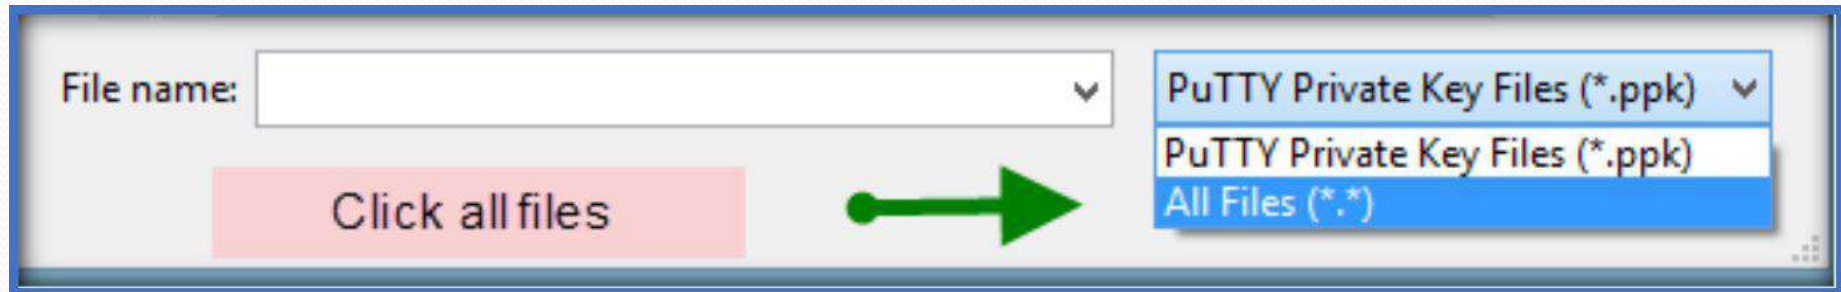 File name:
PuTTY Private Key Files (*.ppk)
PuTTY Private Key Files (*.ppk)
All Files (*.*)
Click all files